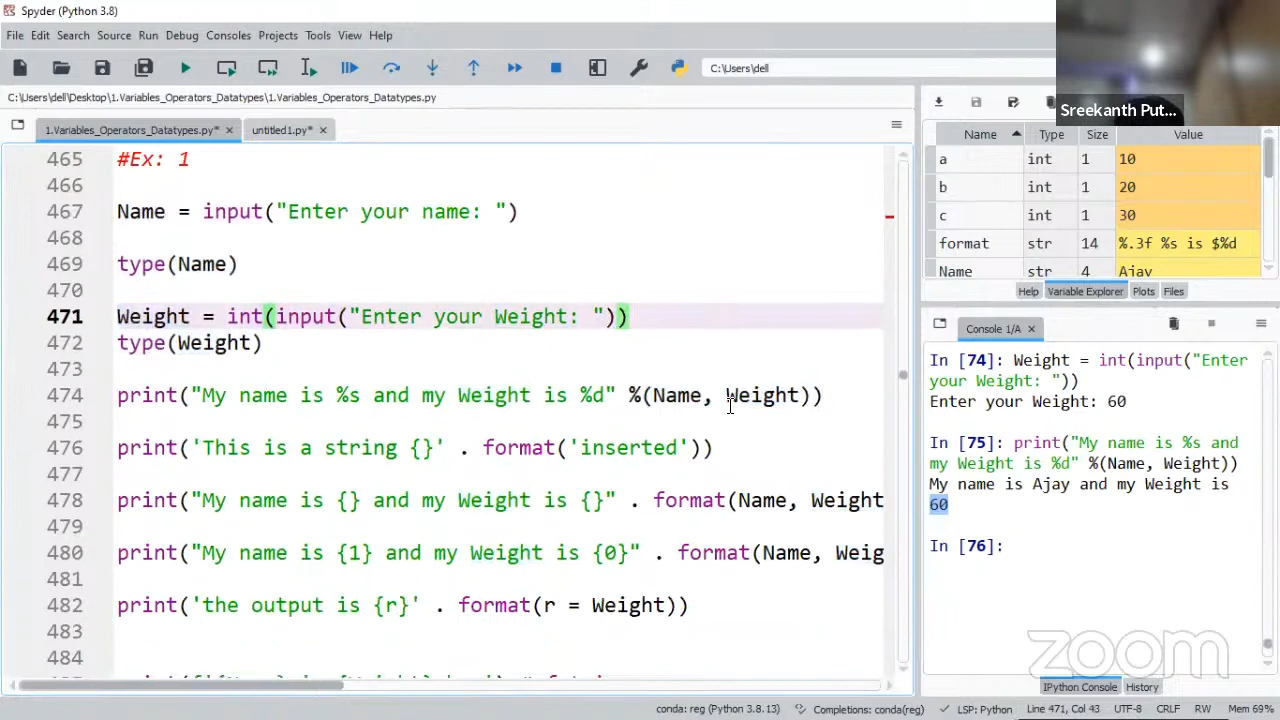 Spyder (Python 3.8)
File Edit Search Source Run Debug Consoles Projects Tools View Help
C:\Users\dell
C:\Users\dell\Desktop\1.Variables_Operators_Datatypes\1.Variables_Operators_Datatypes.py
Sreekanth Put...
1.Variables_Operators_Datatypes.py* untitled1.py*
465 #Ex: 1
466
467 Name = input("Enter your name: ")
468
469 type(Name)
470
471 Weight = int(input("Enter your Weight: "))
472 type(Weight)
473
474 print("My name is %s and my Weight is %d" %(Name, Weight))
475
476 print('This is a string {}' . format('inserted'))
477
478 print("My name is {} and my Weight is {}" . format(Name, Weight
479
480 print("My name is {1} and my Weight is {0}" . format(Name, Weig
481
482 print('the output is {r}' . format(r = Weight))
483
484
Name Type Size Value
a int 1 10
b int 1 20
c int 1 30
format str 14 %.3f %s is $%d
Name str 4 Ajay
Help Variable Explorer Plots Files
Console 1/A
In [74]: Weight = int(input("Enter
your Weight: "))
Enter your Weight: 60
In [75]: print("My name is %s and
my Weight is %d" %(Name, Weight))
My name is Ajay and my Weight is
60
In [76]:
zoom
IPython Console History
conda: reg (Python 3.8.13) Completions: conda(reg) LSP: Python Line 471, Col 43 UTF-8 CRLF RW Mem 69%